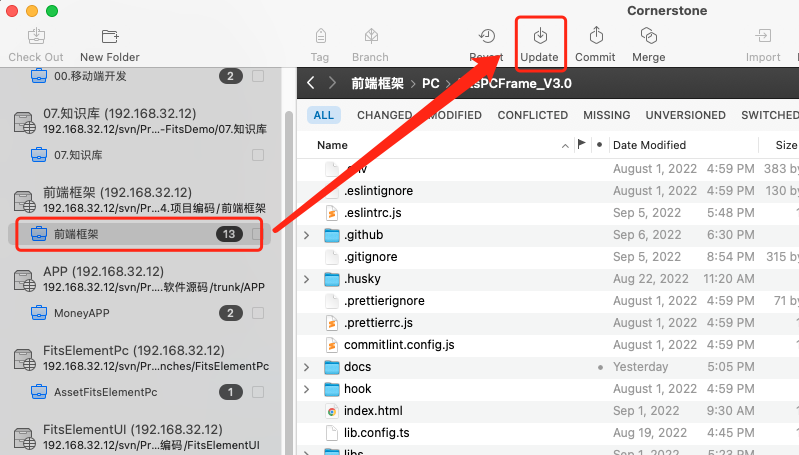 Cornerstone
Check Out
New Folder
Tag
Branch
Update
Commit
Merge
Import
00.移动端开发
2
07.知识库 (192.168.32.12)
192.168.32.12/svn/Pr...-FitsDemo/07.知识库
07.知识库
前端框架 (192.168.32.12)
192.168.32.12/svn/Pr....4.项目编码/前端框架
前端框架
13
APP (192.168.32.12)
192.168.32.12/svn/Pr....软件源码/trunk/APP
MoneyAPP
2
FitsElementPc (192.168.32.12)
192.168.32.12/svn/Pr...nches/FitsElementPc
AssetFitsElementPc
1
FitsElementUI (192.168.32.12)
192.168.32.12/svn/Pr...编码/FitsElementUI
前端框架 PC
ALL CHANGED MODIFIED CONFLICTED MISSING UNVERSIONED SWITCHED
Name Date Modified Size
August 1, 2022 4:59 PM 383 by
.eslintignore August 1, 2022 4:59 PM 130 by
.eslintrc.js Sep 5, 2022 5:48 PM
.github Sep 6, 2022 6:30 PM
.gitignore Sep 5, 2022 8:54 PM 315 by
.husky Aug 22, 2022 11:20 AM
.prettierignore August 1, 2022 4:59 PM 71 by
.prettierrc.js August 1, 2022 4:59 PM
commitlint.config.js August 1, 2022 4:59 PM
docs Yesterday 5:05 PM
hook August 1, 2022 4:59 PM
index.html Sep 1, 2022 9:30 AM
lib.config.ts Aug 19, 2022 4:45 PM
libs Sep 1, 2022